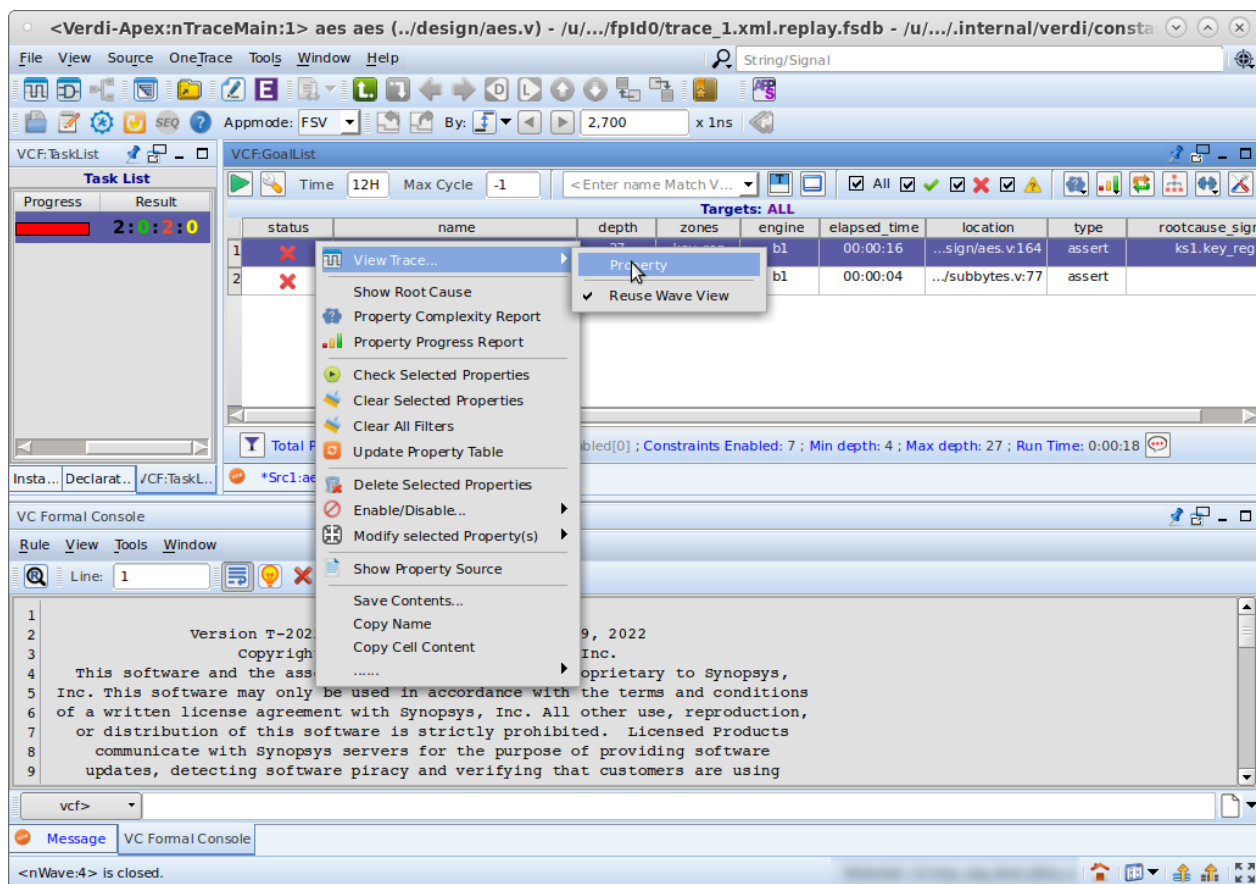 <Verdi-Apex:nTraceMain:1> aes aes (../design/aes.v) - /u/.../fpId0/trace_1.xml.replay.fsdb - /u/.../.internal/verdi/consta
File View Source OneTrace Tools Window Help
String/Signal
Appmode: FSV By: 2,700 x 1ns
VCF:TaskList
Task List
Progress Result
2:0:2:0
Insta... Declarat.. VCF:TaskL..
VCF:GoalList
Time 12H Max Cycle -1 <Enter name Match V... All
Targets: ALL
status name depth zones engine elapsed_time location type rootcause_sign
1 b1 00:00:16 ...sign/aes.v:164 assert ks1.key_reg
2 b1 00:00:04 .../subbytes.v:77 assert
Total P
bled[0] ; Constraints Enabled: 7 ; Min depth: 4 ; Max depth: 27 ; Run Time: 0:00:18
*Src1:ae
View Trace...
Show Root Cause
Property Complexity Report
Property Progress Report
Check Selected Properties
Clear Selected Properties
Clear All Filters
Update Property Table
Delete Selected Properties
Enable/Disable...
Modify selected Property(s)
Show Property Source
Save Contents...
Copy Name
Copy Cell Content
......
Property
Reuse Wave View
VC Formal Console
Rule View Tools Window
Line: 1
1
2 Version T-202 9, 2022
3 Copyrigh Inc.
4 This software and the ass oprietary to Synopsys,
5 Inc. This software may only be used in accordance with the terms and conditions
6 of a written license agreement with Synopsys, Inc. All other use, reproduction,
7 or distribution of this software is strictly prohibited. Licensed Products
8 communicate with Synopsys servers for the purpose of providing software
9 updates, detecting software piracy and verifying that customers are using
vcf>
Message VC Formal Console
<nWave:4> is closed.